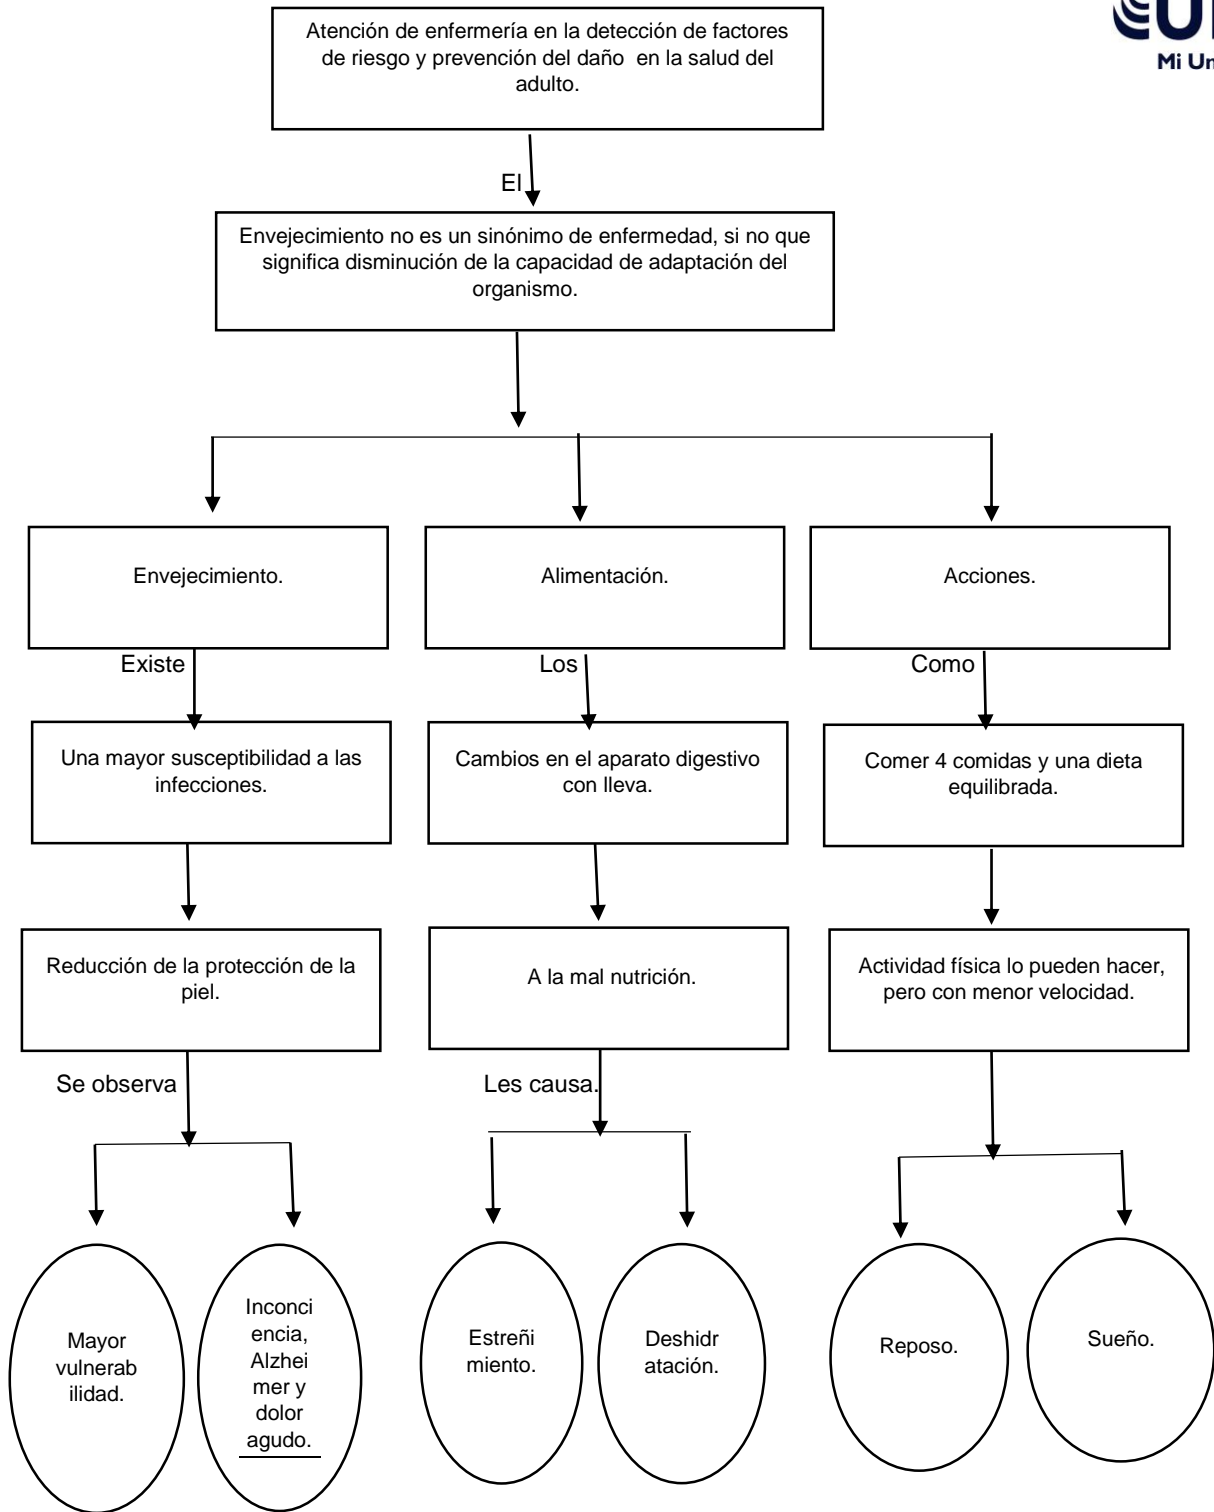 Atención de enfermería en la detección de factores
de riesgo y prevención del daño en la salud del
adulto.
Mi Un
El
Envejecimiento no es un sinónimo de enfermedad, si no que
significa disminución de la capacidad de adaptación del
organismo.
Envejecimiento.
Alimentación.
Acciones.
Existe
Los
Como
Una mayor susceptibilidad a las
infecciones.
Cambios en el aparato digestivo
con lleva.
Comer 4 comidas y una dieta
equilibrada.
Reducción de la protección de la
piel.
A la mal nutrición.
Actividad física lo pueden hacer,
pero con menor velocidad.
Se observa
Les causa.
Mayor
vulnerab
ilidad.
Inconci
encia,
Alzhei
mer y
dolor
agudo.
Estreñi
miento.
Deshidr
atación.
Reposo.
Sueño.